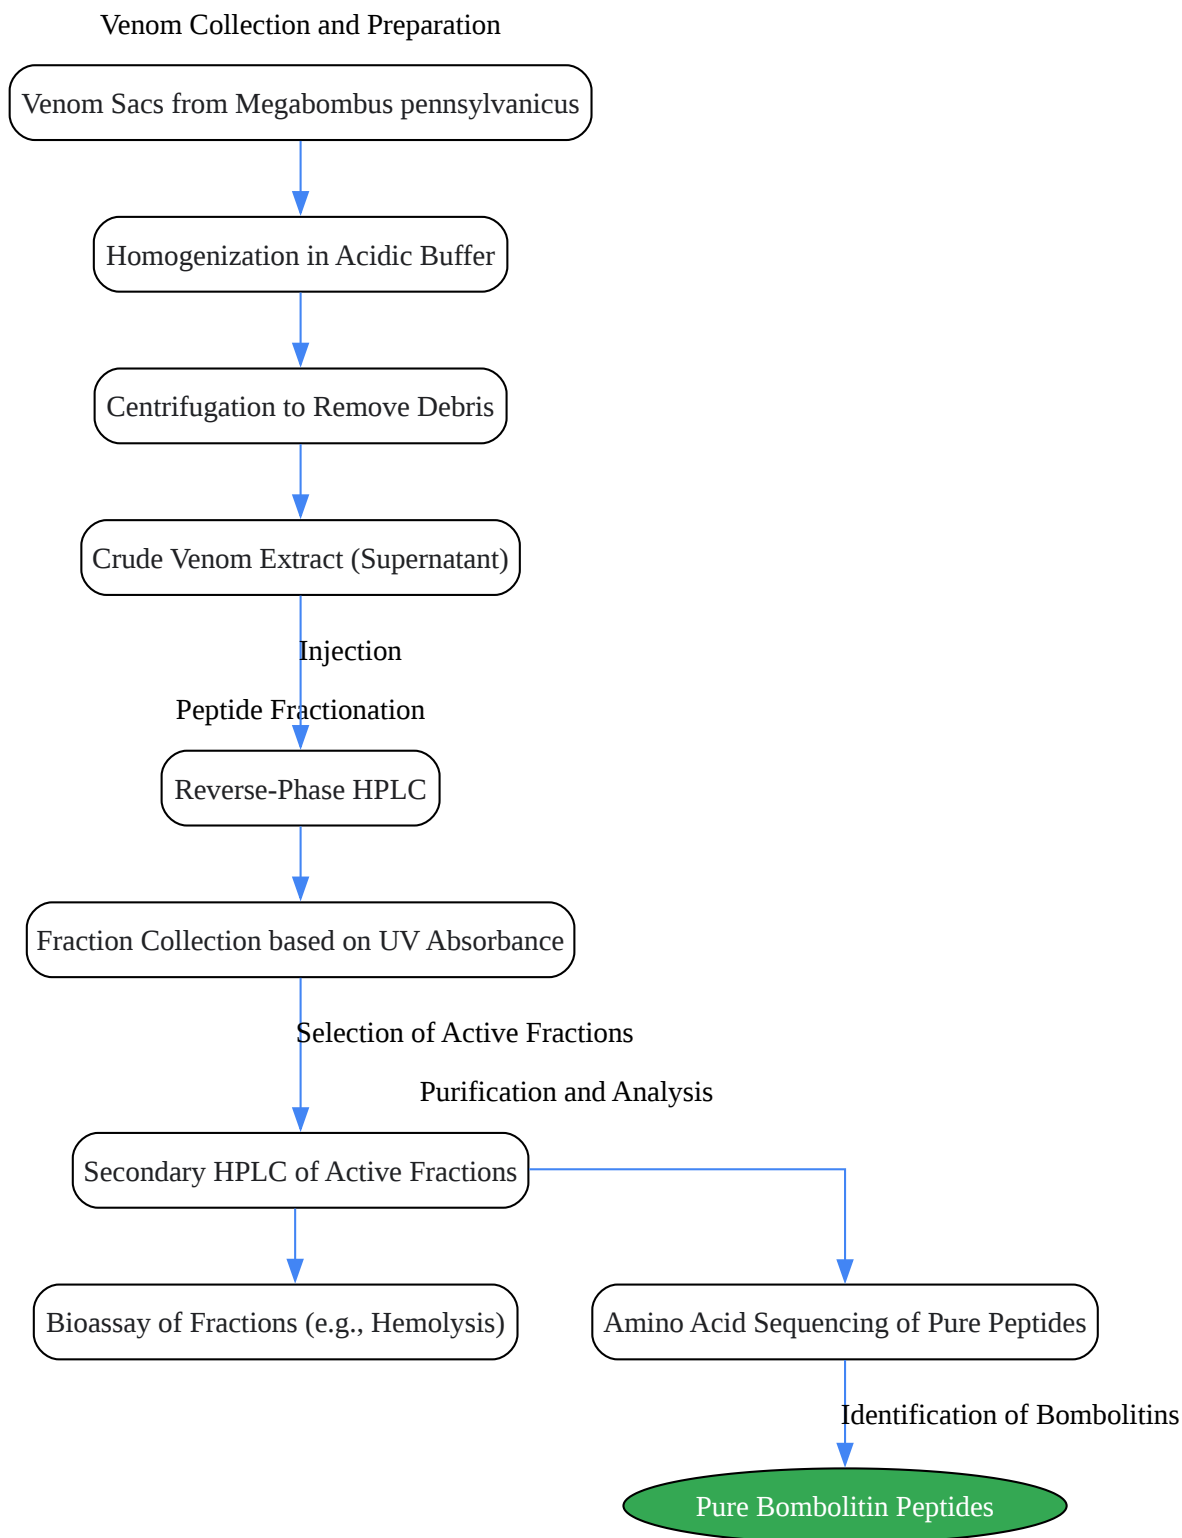 Venom Collection and Preparation
Venom Sacs from Megabombus pennsylvanicus
Homogenization in Acidic Buffer
Centrifugation to Remove Debris
Crude Venom Extract (Supernatant)
Injection
Peptide Fractionation
Reverse-Phase HPLC
Fraction Collection based on UV Absorbance
Selection of Active Fractions
Purification and Analysis
Secondary HPLC of Active Fractions
Bioassay of Fractions (e.g., Hemolysis)
Amino Acid Sequencing of Pure Peptides
Identification of Bombolitins
Pure Bombolitin Peptides